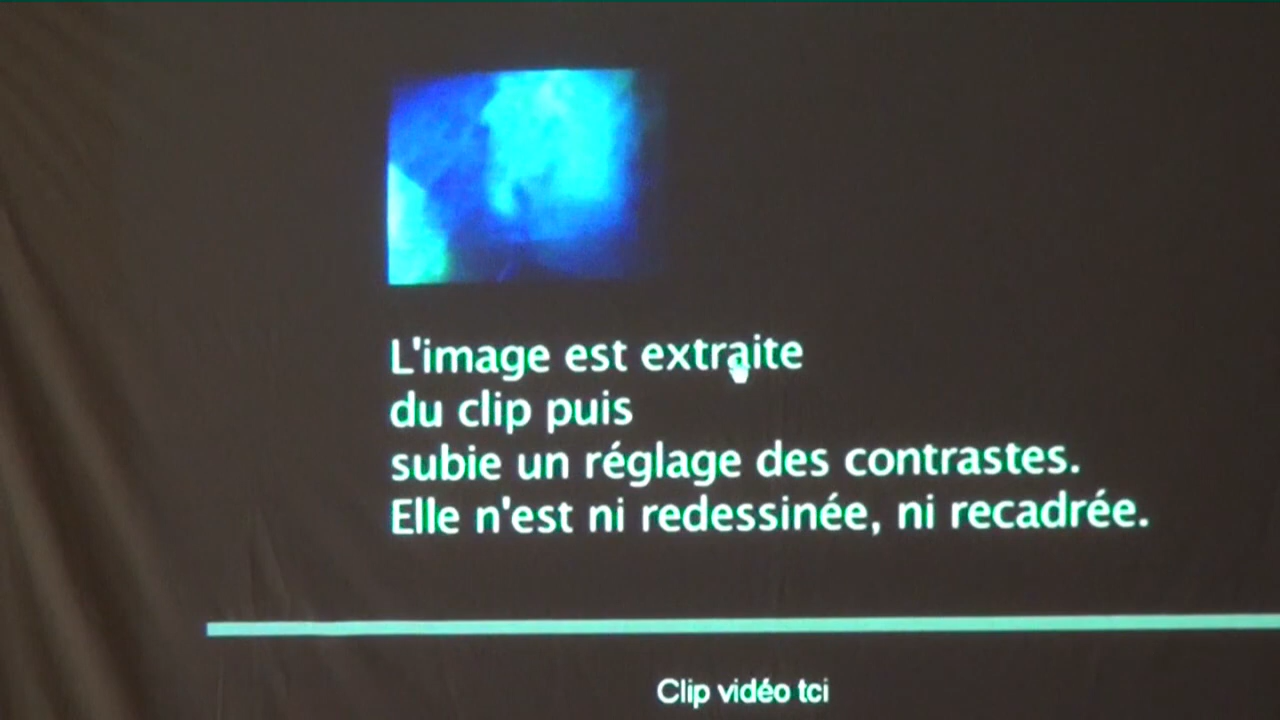 L'image est extraite
du clip puis
subie un réglage des contrastes.
Elle n'est ni redessinée, ni recadrée.
Clip vidéo tci